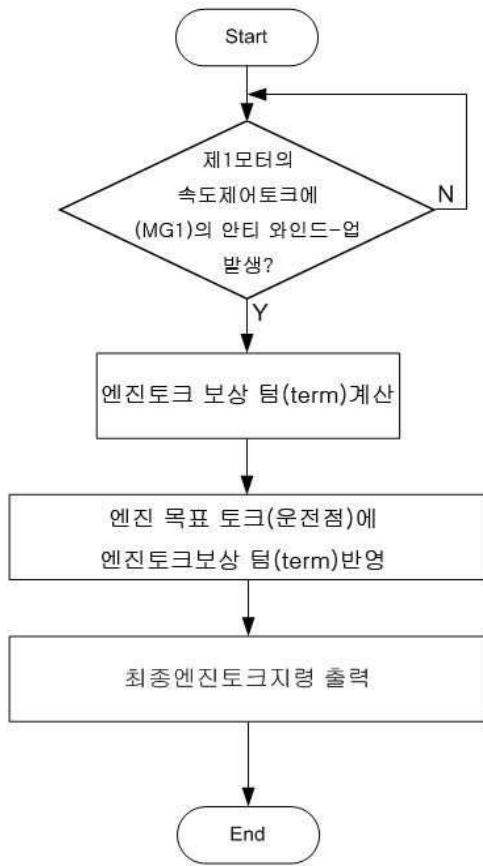 Start
제1모터의
속도제어토크에
(MG1)의 안티 와인드-업
발생?
N
Y
엔진토크 보상 텀(term)계산
엔진 목표 토크(운전점)에
엔진토크보상 텀(term)반영
최종엔진토크지령 출력
End